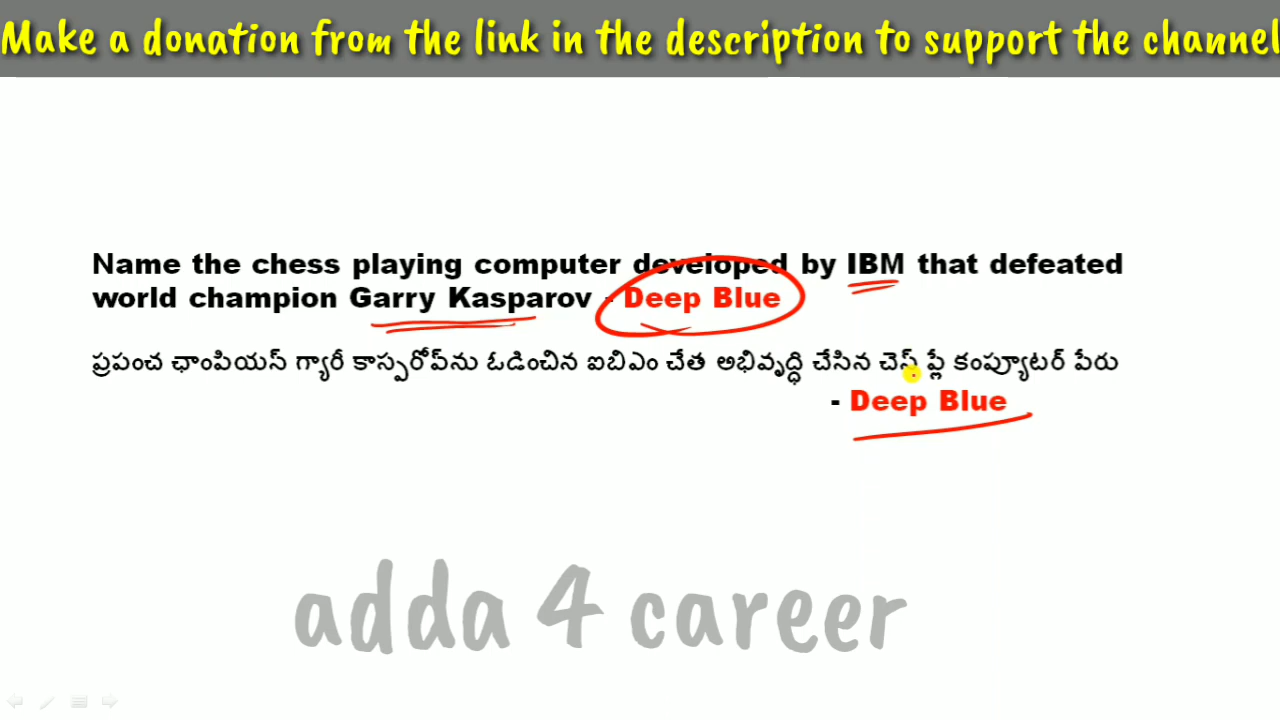 Make a donation from the link in the description to support the channel
Name the chess playing computer developed by IBM that defeated
world champion Garry Kasparov - Deep Blue
ప్రపంచ ఛాంపియన్ గ్యారీ కాస్పరోవ్‌ను ఓడించిన ఐబిఎం చేత అభివృద్ధి చేసిన చెస్ ప్లే కంప్యూటర్ పేరు
- Deep Blue
adda 4 career